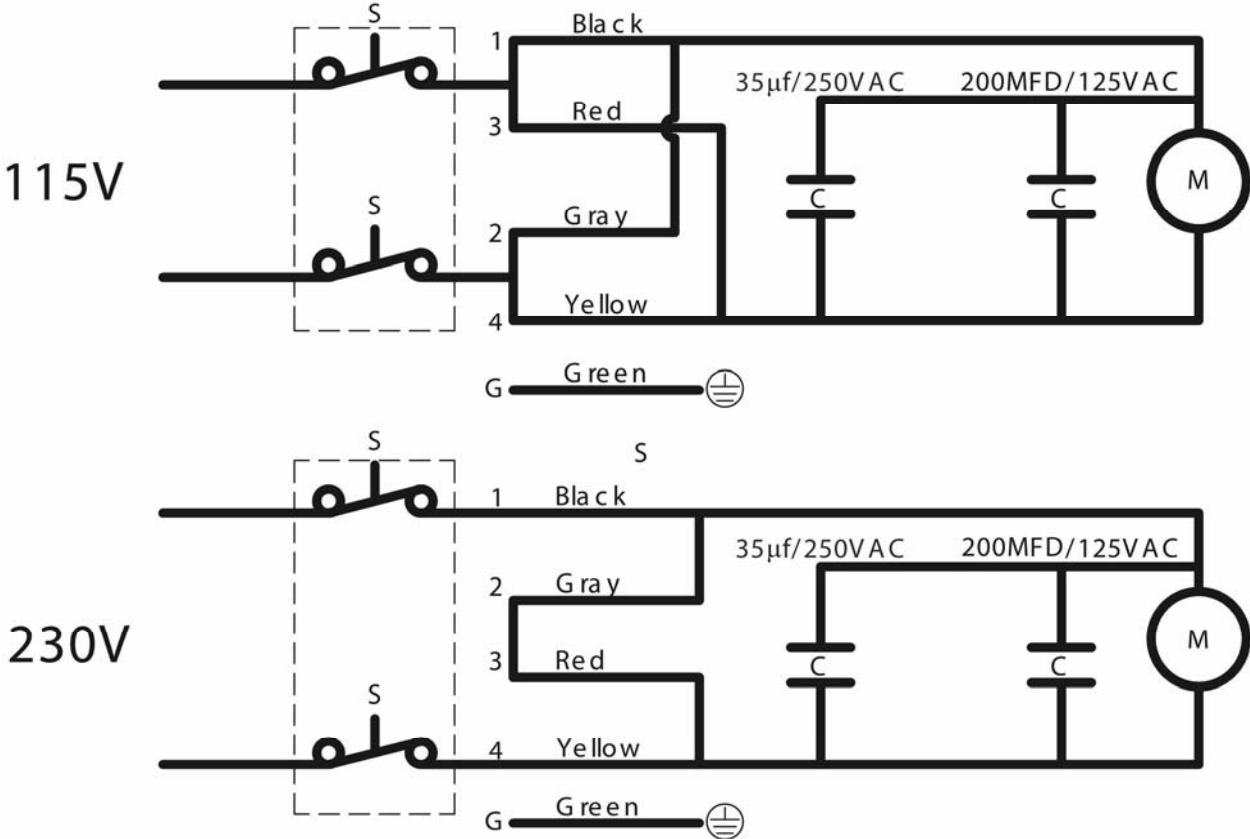 S
1 Black
35µf/250VAC 200MFD/125VAC
3 Red
115V
M
C C
S
2 Gray
Yellow
4
G Green
S
S
1 Black
35µf/250VAC 200MFD/125VAC
2 Gray
230V
M
3 Red
C C
S
4 Yellow
G Green